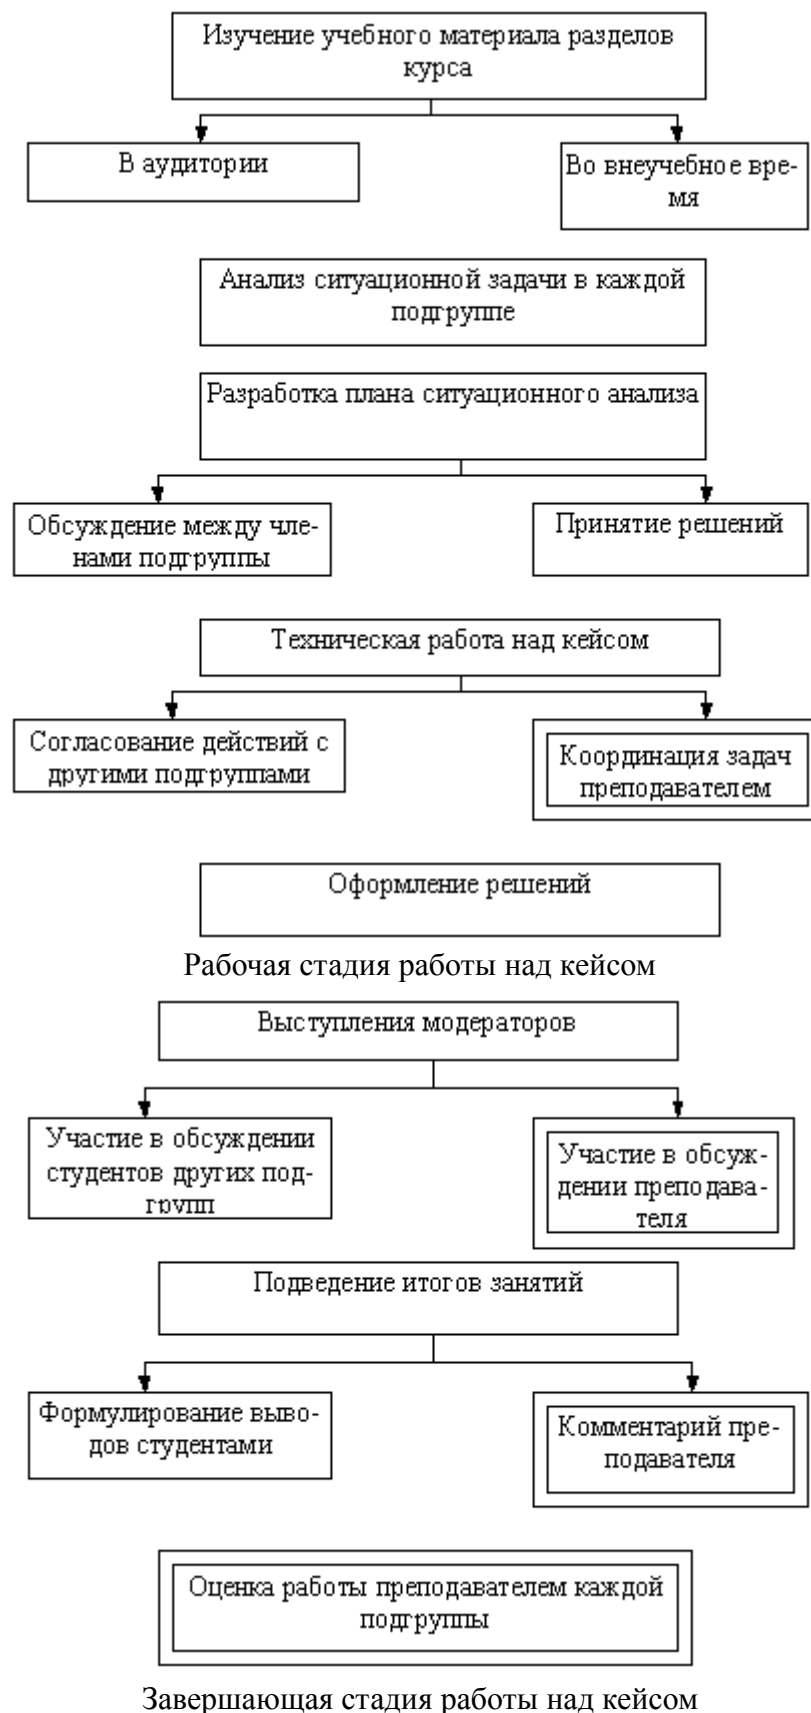 Изучение учебного материала разделов
курса
В аудитории
Во внеучебное вре-
мя
Анализ ситуационной задачи в каждой
подгруппе
Разработка плана ситуационного анализа
Обсуждение между чле-
нами подгруппы
Принятие решений
Техническая работа над кейсом
Согласование действий с
другими подгруппами
Координация задач
преподавателем
Оформление решений
Рабочая стадия работы над кейсом
Выступления модераторов
Участие в обсуждении
студентов других под-
групп
Участие в обсуж-
дении преподава-
теля
Подведение итогов занятий
Формулирование выво-
дов студентами
Комментарий пре-
подавателя
Оценка работы преподавателем каждой
подгруппы
Завершающая стадия работы над кейсом